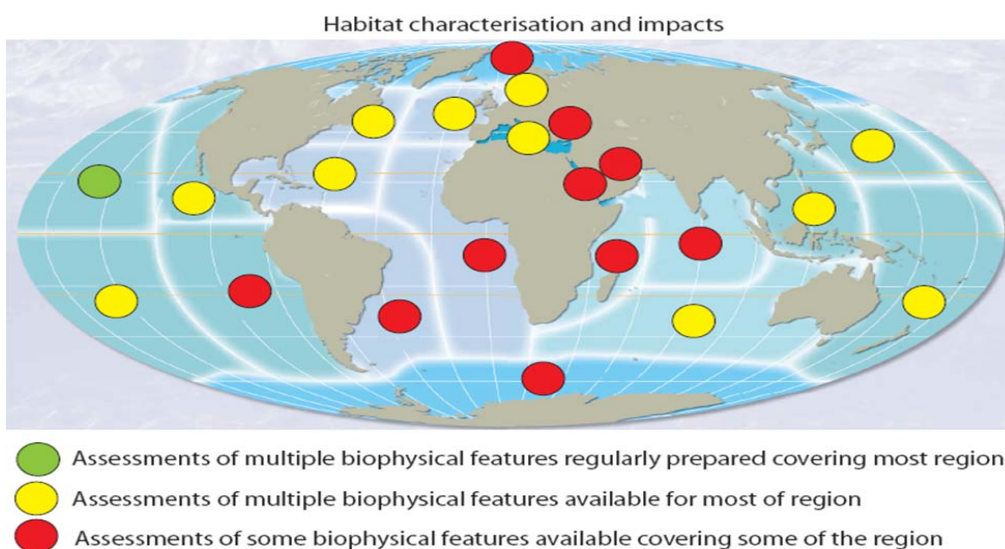 Habitat characterisation and impacts
Assessments of multiple biophysical features regularly prepared covering most region
Assessments of multiple biophysical features available for most of region
Assessments of some biophysical features available covering some of the region